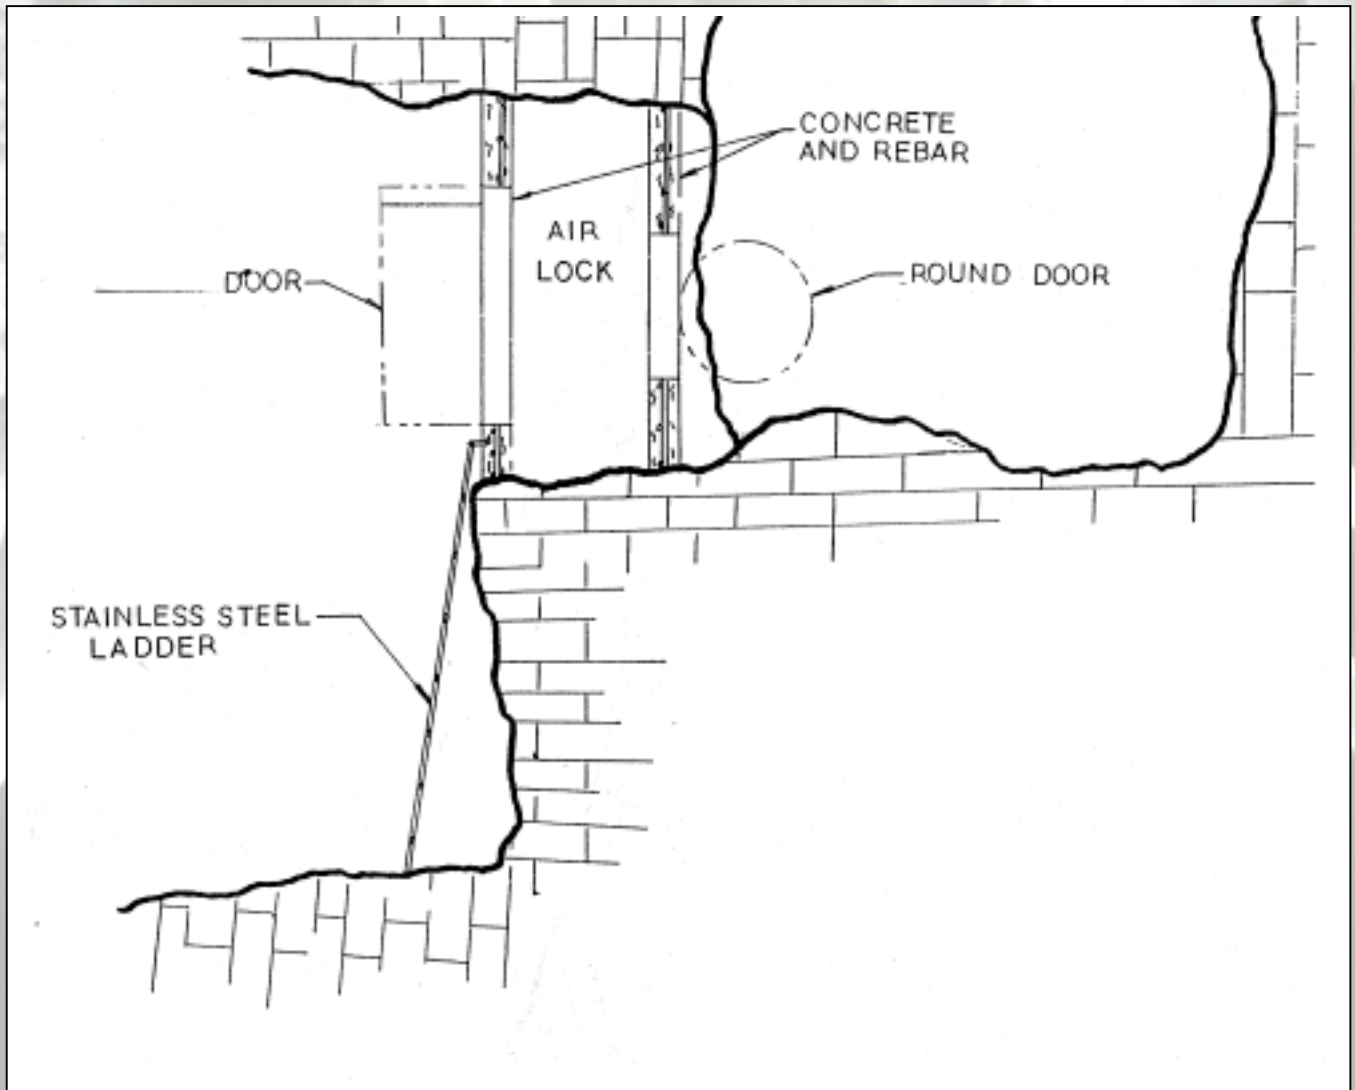 CONCRETE
AND REBAR
AIR
LOCK
DOOR
ROUND DOOR
STAINLESS STEEL
LADDER